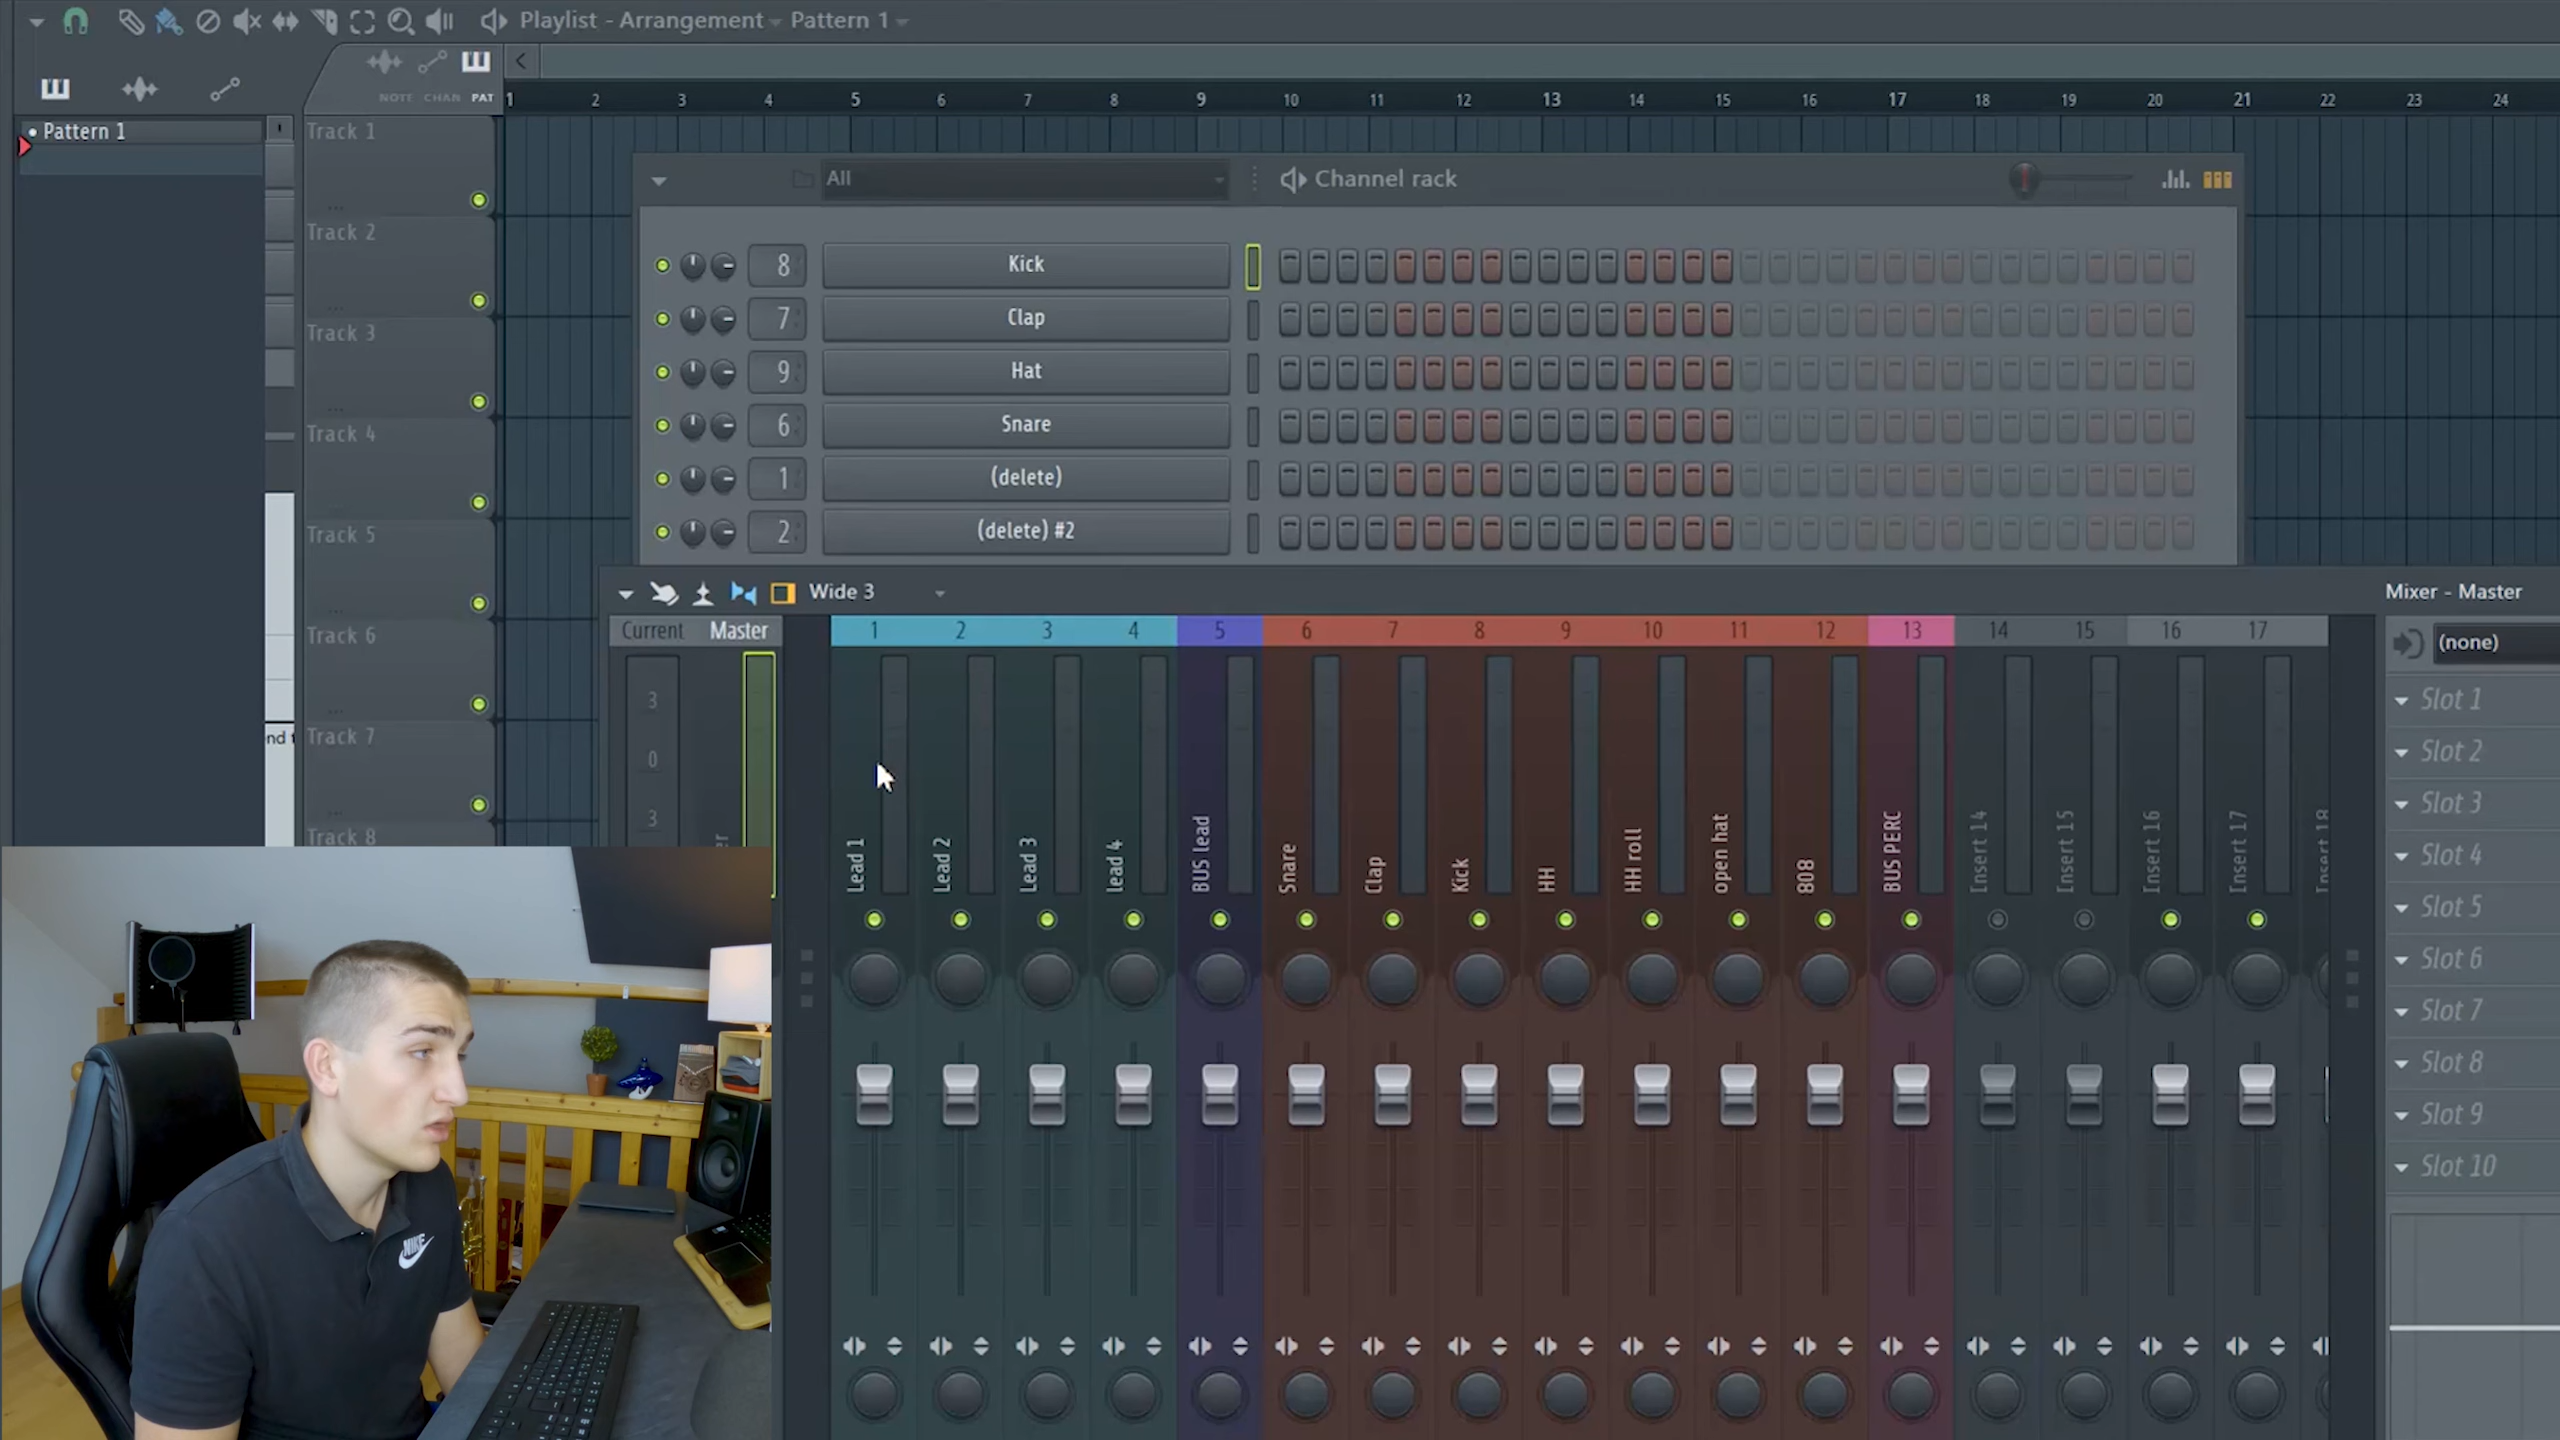 Playlist - Arrangement Pattern 1
NOTE CHAN PAT
1 2 3 4 5 6 7 8 9 10 11 12 13 14 15 16 17 18 19 20 21 22 23 24
Pattern 1
Track 1
Track 2
Track 3
Track 4
Track 5
Track 6
Track 7
Track 8
All
Channel rack
8 Kick
7 Clap
9 Hat
6 Snare
1 (delete)
2 (delete) #2
Wide 3
Mixer - Master
Current Master 1 2 3 4 5 6 7 8 9 10 11 12 13 14 15 16 17
3
0
3
Lead 1
Lead 2
Lead 3
lead 4
BUS lead
Snare
Clap
Kick
HH
HH roll
open hat
808
BUS PERC
Insert 14
Insert 15
Insert 16
Insert 17
Insert 18
(none)
Slot 1
Slot 2
Slot 3
Slot 4
Slot 5
Slot 6
Slot 7
Slot 8
Slot 9
Slot 10
NIKE